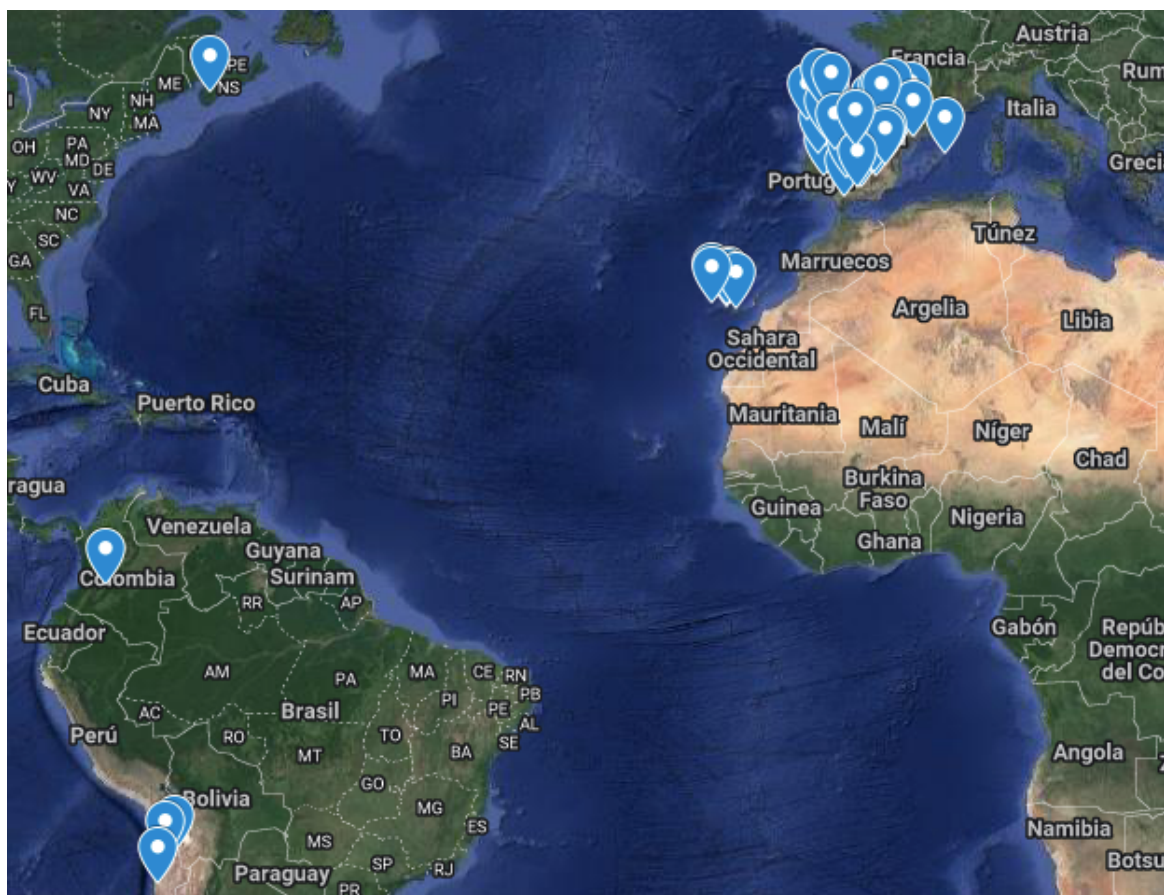 Austria
Francia
Rum
ME
PE
NS
NY
NH
MA
Italia
OH
PA
MD
DE
WV
VA
Y
Greci
NC
Portug
SC
Túnez
GA
Marruecos
FL
Argelia
Libia
Sahara
Occidental
Cuba
Puerto Rico
Mauritania
Malí
Níger
Chad
ragua
Burkina
Faso
Guinea
Nigeria
Venezuela
Ghana
Guyana
Surinam
Colombia
RR
AP
Ecuador
Gabón
Repúb
Democr
del Co
AM
PA
MA
CE
RN
PI
PB
PE
AC
Brasil
AL
Perú
RO
TO
SE
MT
BA
Angola
GO
Bolivia
MG
ES
MS
Namibia
SP
RJ
Botsu
Paraguay
PR